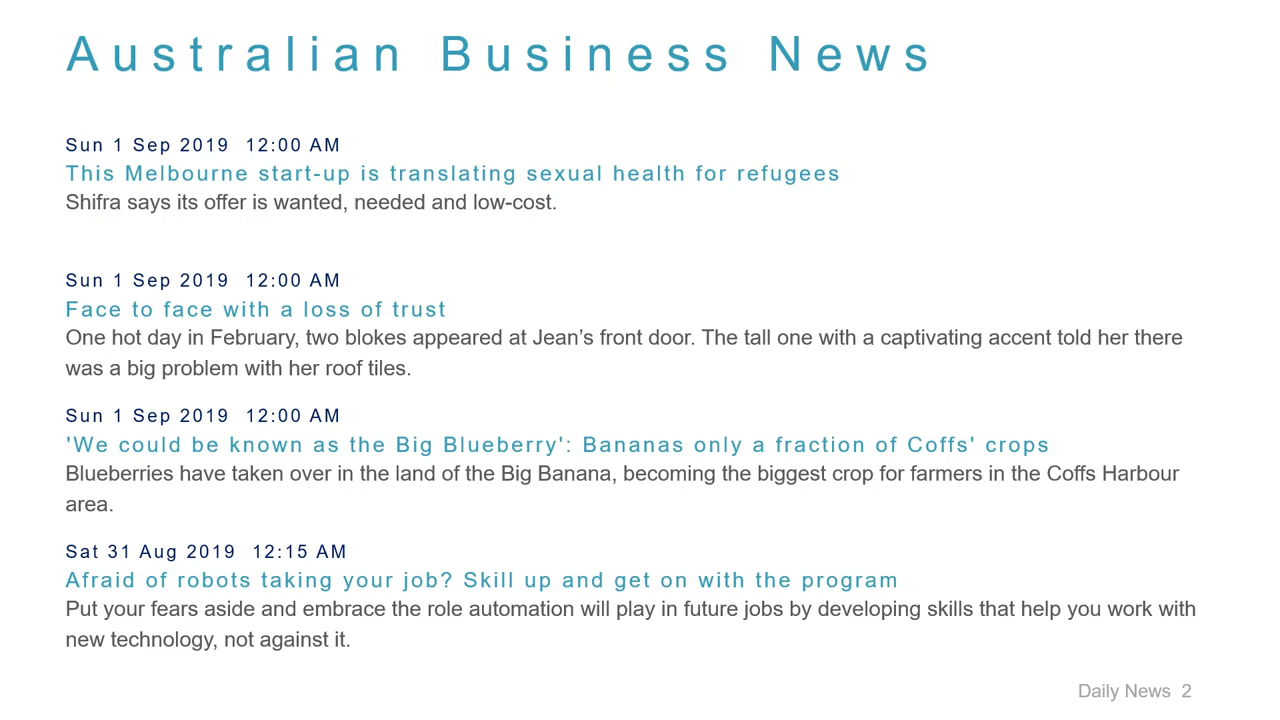 Australian Business News
Sun 1 Sep 2019  12:00 AM
This Melbourne start-up is translating sexual health for refugees
Shifra says its offer is wanted, needed and low-cost.
Sun 1 Sep 2019  12:00 AM
Face to face with a loss of trust
One hot day in February, two blokes appeared at Jean’s front door. The tall one with a captivating accent told her there
was a big problem with her roof tiles.
Sun 1 Sep 2019  12:00 AM
'We could be known as the Big Blueberry': Bananas only a fraction of Coffs' crops
Blueberries have taken over in the land of the Big Banana, becoming the biggest crop for farmers in the Coffs Harbour
area.
Sat 31 Aug 2019  12:15 AM
Afraid of robots taking your job? Skill up and get on with the program
Put your fears aside and embrace the role automation will play in future jobs by developing skills that help you work with
new technology, not against it.
Daily News  2